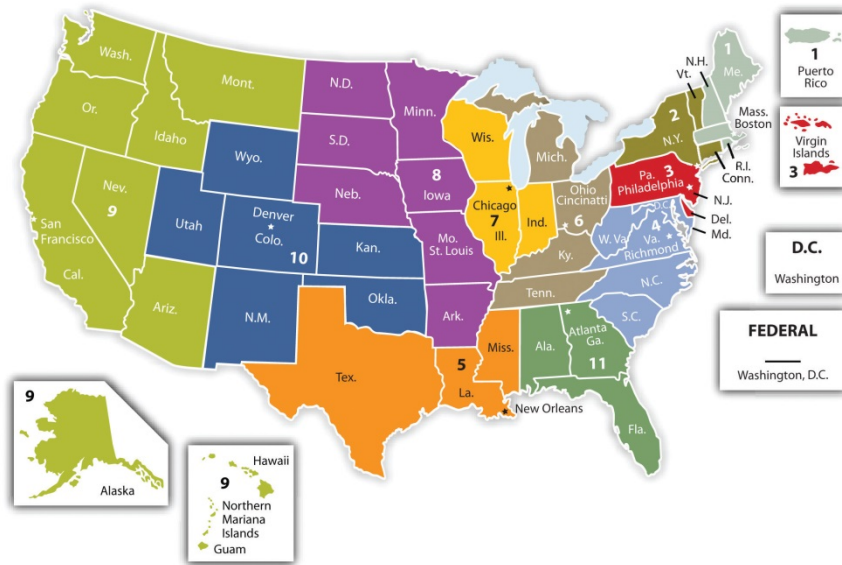 Wash.
Mont.
N.D.
Minn.
Or.
Idaho
S.D.
Wis.
Mich.
Wyo.
Neb.
8
Iowa
Nev.
9
Utah
Denver
Colo.
10
Kan.
Mo.
St. Louis
Chicago
7
Ill.
Ind.
Ohio
Cincinatti
6
Ky.
Tenn.
San
Francisco
Cal.
Ariz.
N.M.
Okla.
Ark.
Tex.
5
La.
Miss.
New Orleans
Ala.
Atlanta
Ga.
11
Fla.
S.C.
N.C.
W. Va.
4
Va.
Richmond
D.C.
Pa. 3
Philadelphia
2
N.Y.
Vt.
N.H.
1
Me.
Mass.
Boston
R.I.
Conn.
N.J.
Del.
Md.
1
Puerto
Rico
Virgin
Islands
3
D.C.
Washington
FEDERAL
Washington, D.C.
9
Alaska
Hawaii
9
Northern
Mariana
Islands
Guam